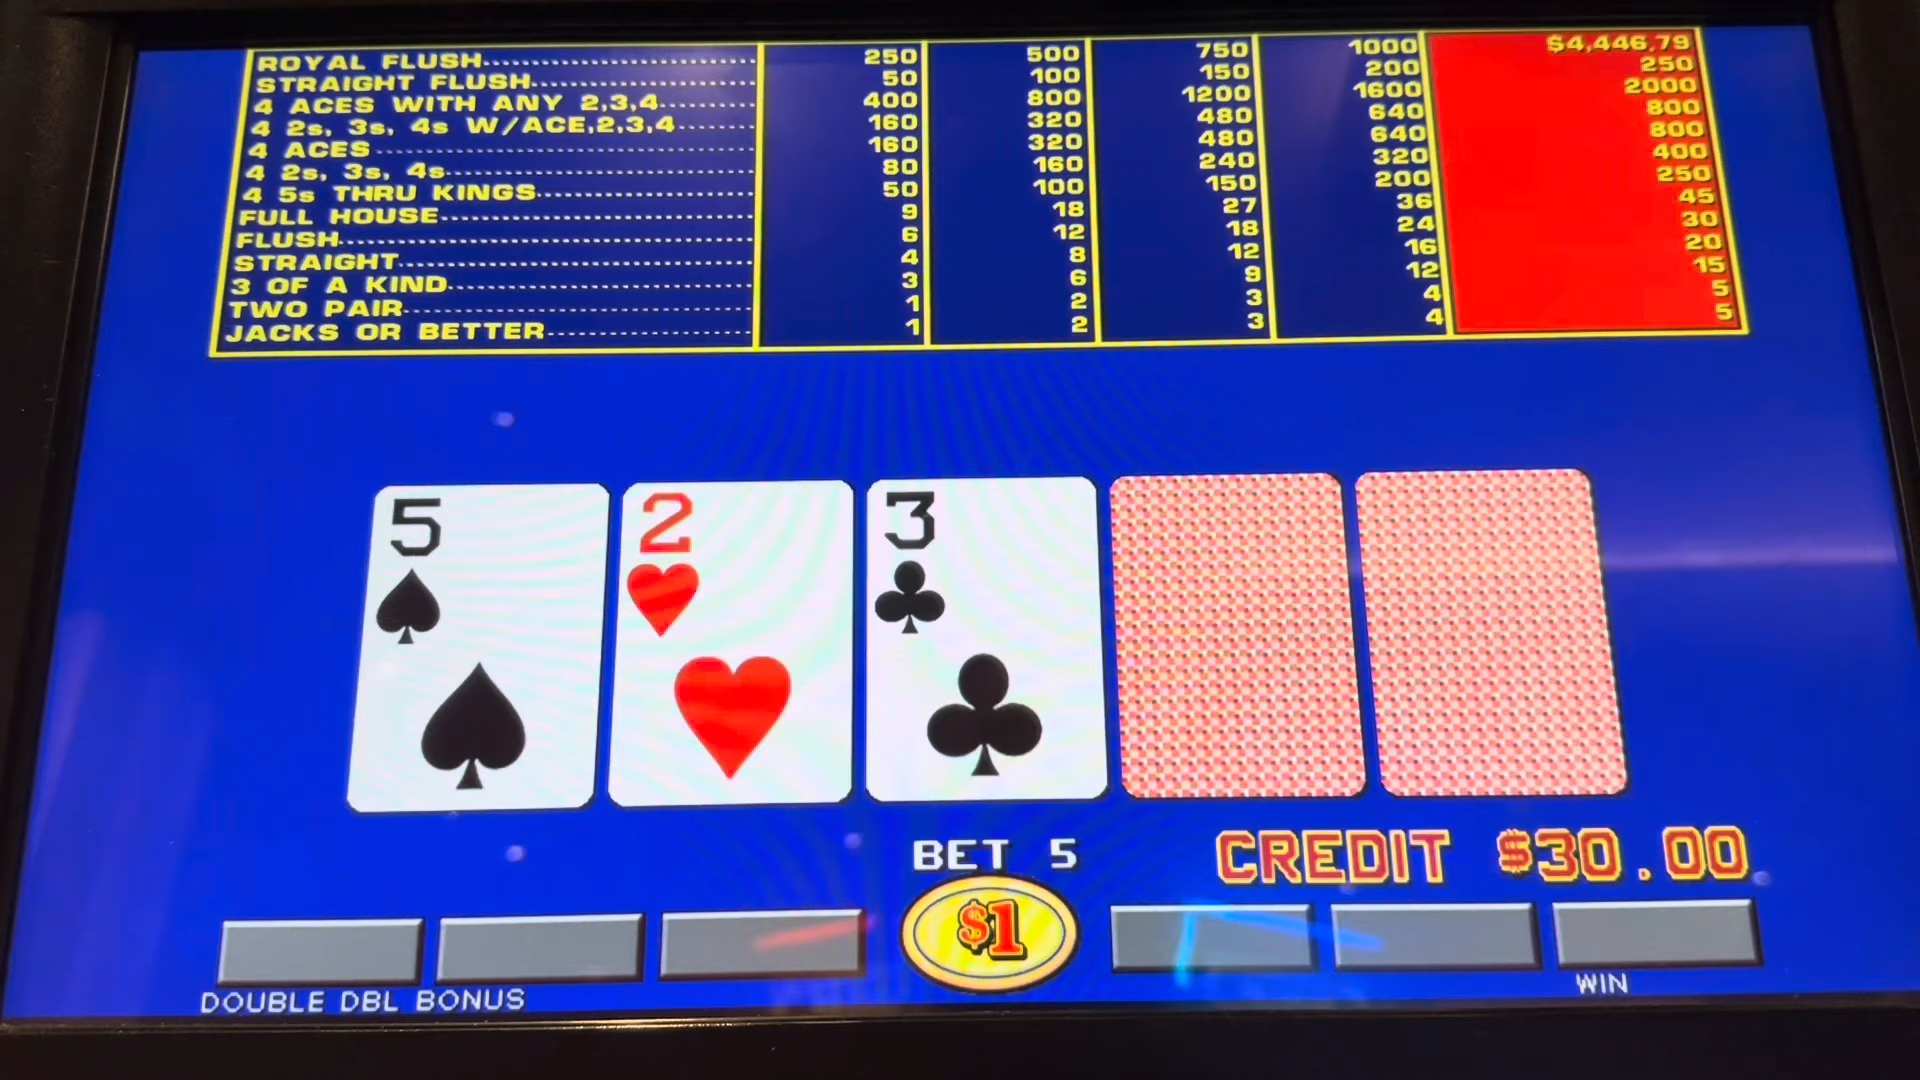 ROYAL FLUSH 250 500 750 1000 $4,446.79
STRAIGHT FLUSH 50 100 150 200 250
4 ACES WITH ANY 2,3,4 400 800 1200 1600 2000
4 2s, 3s, 4s W/ACE,2,3,4 160 320 480 640 800
4 ACES 160 320 480 640 800
4 2s, 3s, 4s 80 160 240 320 400
4 5s THRU KINGS 50 100 150 200 250
FULL HOUSE 9 18 27 36 45
FLUSH 6 12 18 24 30
STRAIGHT 4 8 12 16 20
3 OF A KIND 3 6 9 12 15
TWO PAIR 1 2 3 4 5
JACKS OR BETTER 1 2 3 4 5
5 2 3
BET 5 CREDIT $30.00
$1
WIN
DOUBLE DBL BONUS